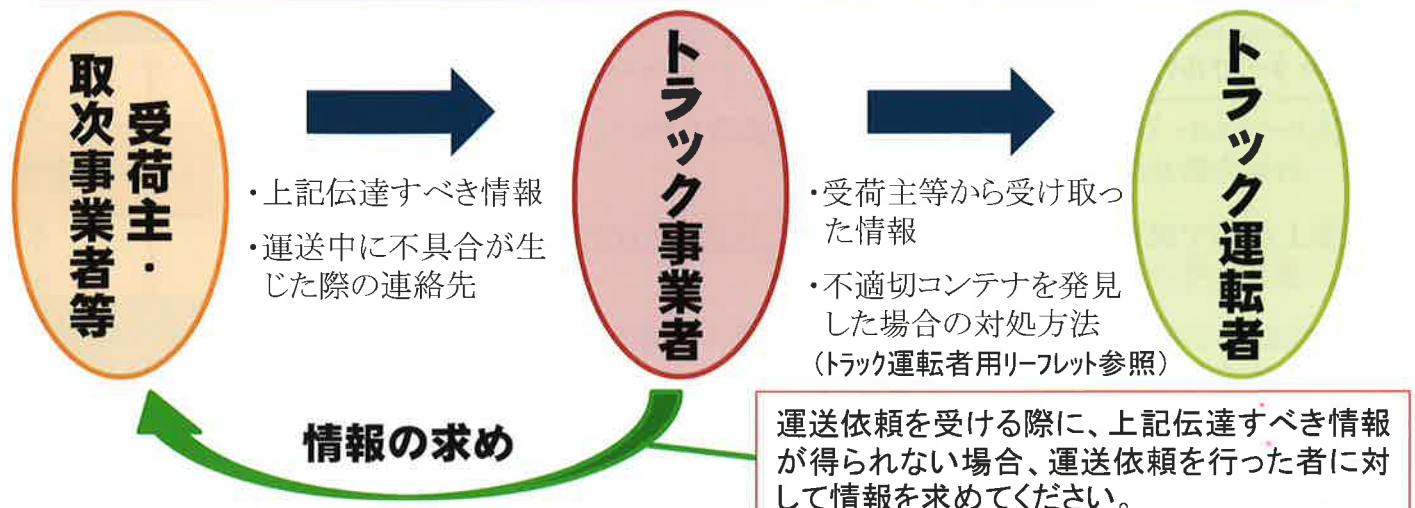 受荷主・
取次事業者等
・上記伝達すべき情報
・運送中に不具合が生
じた際の連絡先
トラック事業者
・受荷主等から受け取っ
た情報
・不適切コンテナを発見
した場合の対処方法
（トラック運転者用リーフレット参照）
トラック運転者
情報の求め
運送依頼を受ける際に、上記伝達すべき情報
が得られない場合、運送依頼を行った者に対
して情報を求めてください。